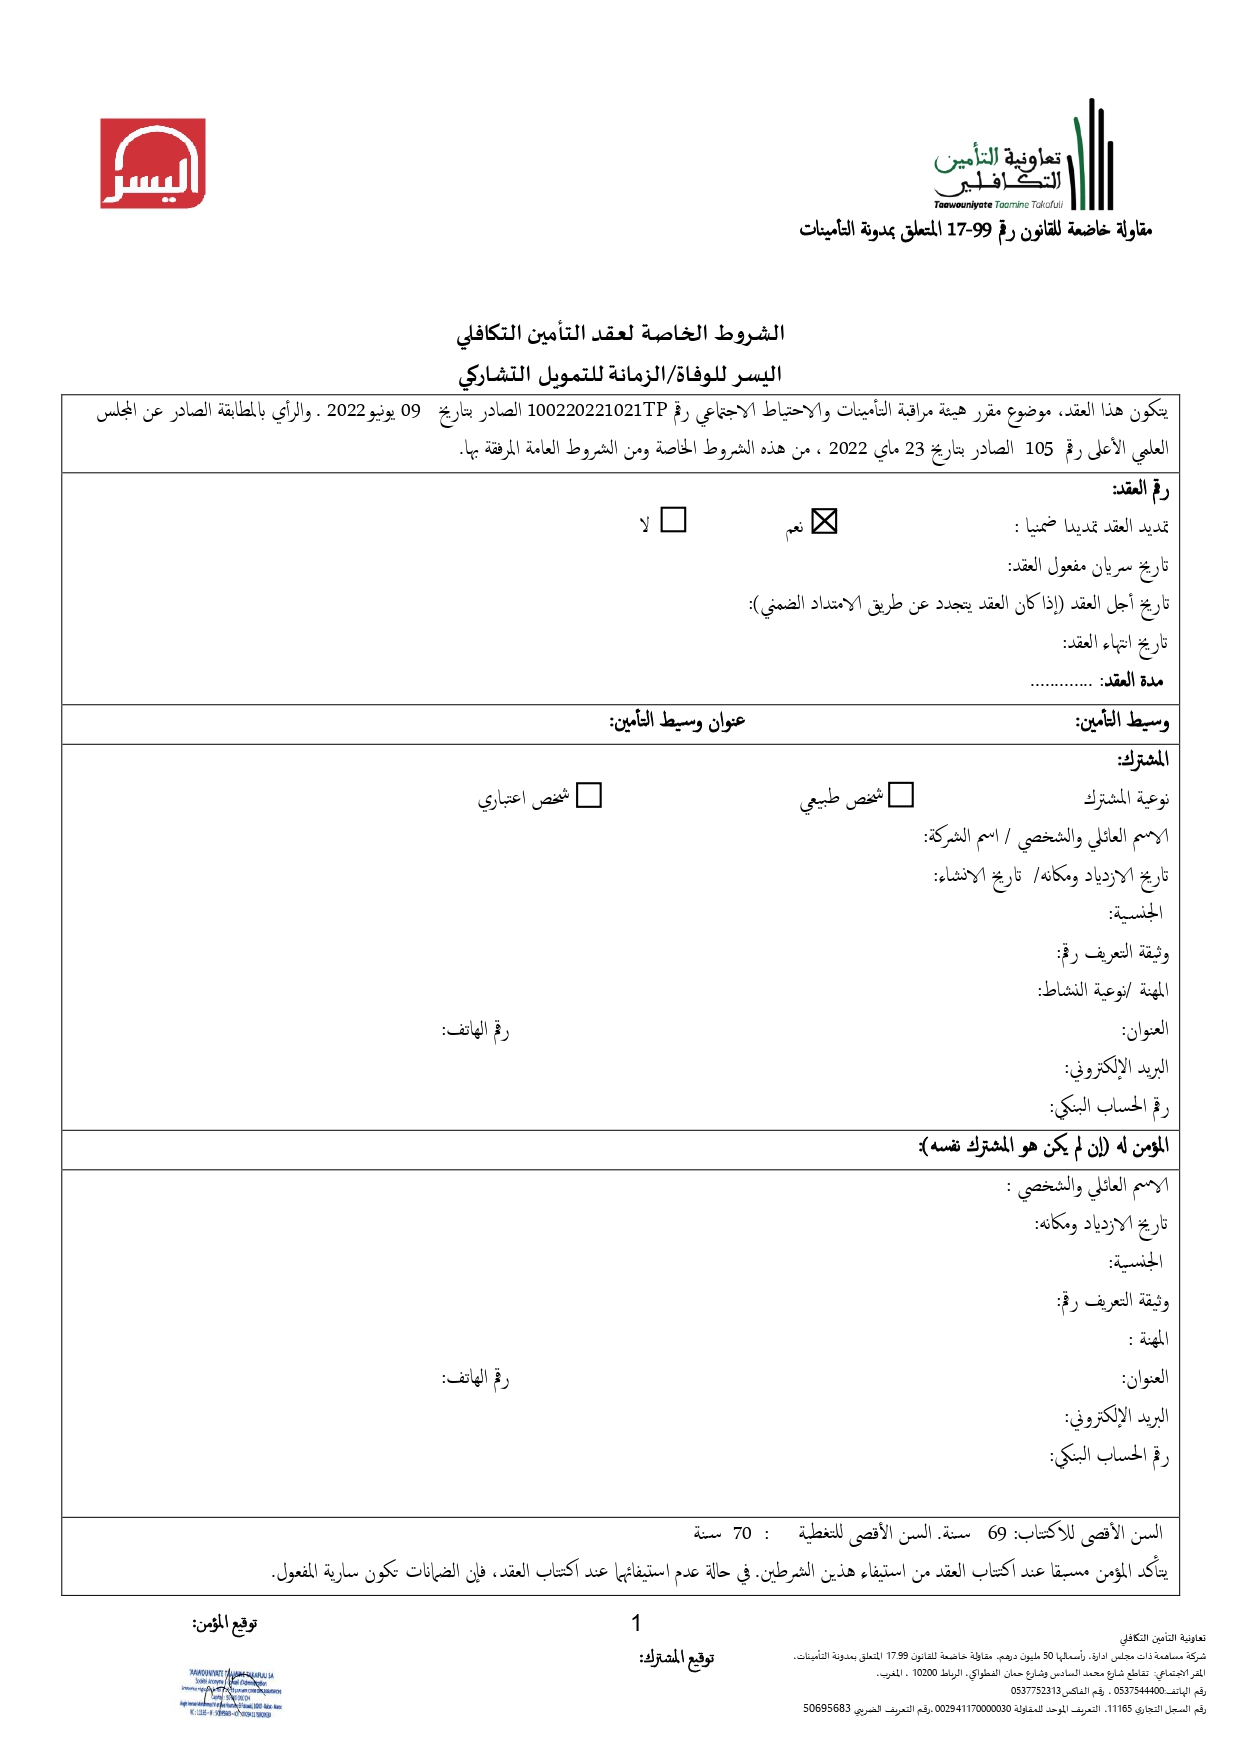 اليسر
تعاونية التأمين
التكافلي
Taawouniyate Taamine Takafuli
مقاولة خاضعة للقانون رقم 99-17 المتعلق بمدونة التأمينات
الشروط الخاصة لعقد التأمين التكافلي
اليسر للوفاة/الزمانة للتمويل التشاركي
يتكون هذا العقد، موضوع مقرر هيئة مراقبة التأمينات والاحتياط الاجتماعي رقم 100220221021TP الصادر بتاريخ 09 يونيو2022 . والرأي بالمطابقة الصادر عن المجلس
العلمي الأعلى رقم 105 الصادر بتاريخ 23 ماي 2022 ، من هذه الشروط الخاصة ومن الشروط العامة المرفقة بها.
رقم العقد:
تمديد العقد تمديدا ضمنيا : ☒ نعم ☐ لا
تاريخ سريان مفعول العقد:
تاريخ أجل العقد (إذا كان العقد يتجدد عن طريق الامتداد الضمني):
تاريخ انتهاء العقد:
مدة العقد: .............
وسيط التأمين: عنوان وسيط التأمين:
المشترك:
نوعية المشترك ☐ شخص طبيعي ☐ شخص اعتباري
الاسم العائلي والشخصي / اسم الشركة:
تاريخ الازدياد ومكانه/ تاريخ الانشاء:
الجنسية:
وثيقة التعريف رقم:
المهنة /نوعية النشاط:
العنوان: رقم الهاتف:
البريد الإلكتروني:
رقم الحساب البنكي:
المؤمن له (إن لم يكن هو المشترك نفسه):
الاسم العائلي والشخصي :
تاريخ الازدياد ومكانه:
الجنسية:
وثيقة التعريف رقم:
المهنة :
العنوان: رقم الهاتف:
البريد الإلكتروني:
رقم الحساب البنكي:
السن الأقصى للاكتتاب: 69 سنة. السن الأقصى للتغطية : 70 سنة
يتأكد المؤمن مسبقا عند اكتتاب العقد من استيفاء هذين الشرطين. في حالة عدم استيفائهما عند اكتتاب العقد، فإن الضمانات تكون سارية المفعول.
توقيع المؤمن:
1
توقيع المشترك:
تعاونية التأمين التكافلي
شركة مساهمة ذات مجلس ادارة، رأسمالها 50 مليون درهم، مقاولة خاضعة للقانون 17.99 المتعلق بمدونة التأمينات،
المقر الاجتماعي: تقاطع شارع محمد السادس وشارع حمان الفطواكي، الرباط 10200 ، المغرب،
رقم الهاتف:0537544400 ، رقم الفاكس0537752313
رقم السجل التجاري 11165، التعريف الموحد للمقاولة 002941170000030،رقم التعريف الضريبي 50695683
TAAWOUNIYATE TAAMINE TAKAFULI SA